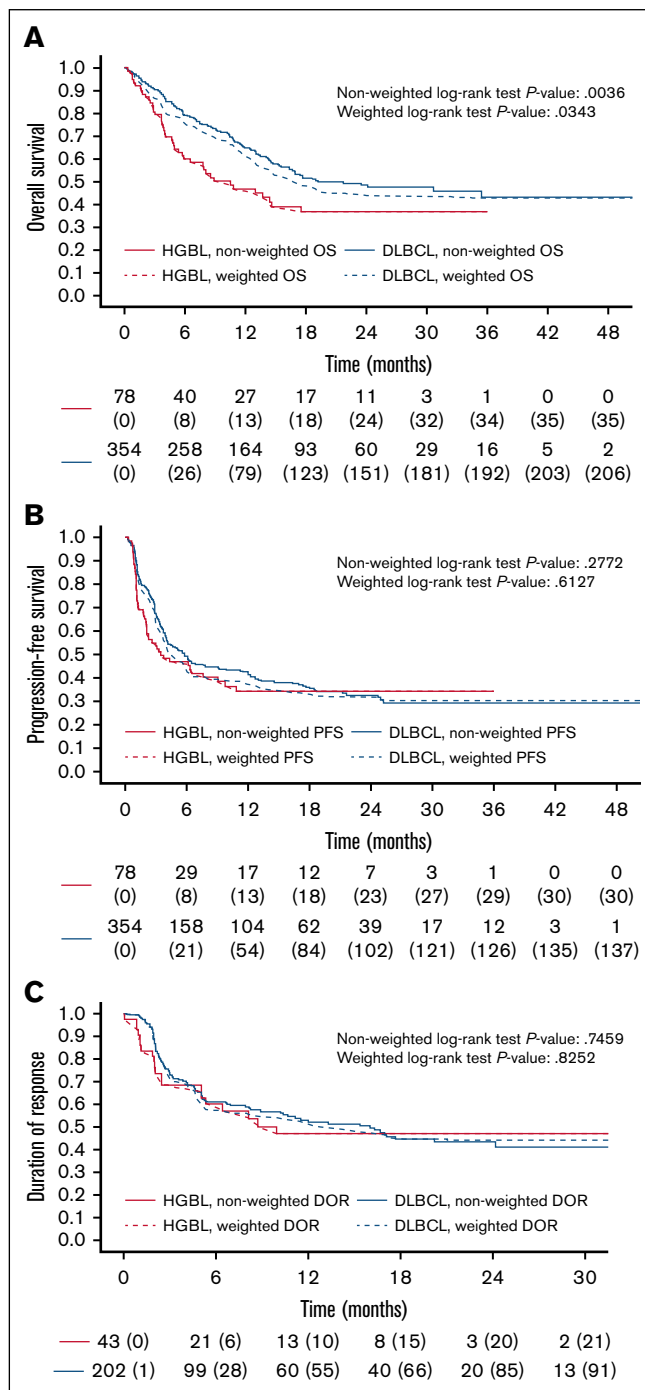 A
1.0
0.9
0.8
0.7
0.6
0.5
0.4
0.3
0.2
0.1
0.0
Overall survival
Non-weighted log-rank test P-value: .0036
Weighted log-rank test P-value: .0343
HGBL, non-weighted OS DLBCL, non-weighted OS
HGBL, weighted OS DLBCL, weighted OS
0 6 12 18 24 30 36 42 48
Time (months)
78 40 27 17 11 3 1 0 0
(0) (8) (13) (18) (24) (32) (34) (35) (35)
354 258 164 93 60 29 16 5 2
(0) (26) (79) (123) (151) (181) (192) (203) (206)
B
1.0
0.9
0.8
0.7
0.6
0.5
0.4
0.3
0.2
0.1
0.0
Progression-free survival
Non-weighted log-rank test P-value: .2772
Weighted log-rank test P-value: .6127
HGBL, non-weighted PFS DLBCL, non-weighted PFS
HGBL, weighted PFS DLBCL, weighted PFS
0 6 12 18 24 30 36 42 48
Time (months)
78 29 17 12 7 3 1 0 0
(0) (8) (13) (18) (23) (27) (29) (30) (30)
354 158 104 62 39 17 12 3 1
(0) (21) (54) (84) (102) (121) (126) (135) (137)
C
1.0
0.9
0.8
0.7
0.6
0.5
0.4
0.3
0.2
0.1
0.0
Duration of response
Non-weighted log-rank test P-value: .7459
Weighted log-rank test P-value: .8252
HGBL, non-weighted DOR DLBCL, non-weighted DOR
HGBL, weighted DOR DLBCL, weighted DOR
0 6 12 18 24 30
Time (months)
43 (0) 21 (6) 13 (10) 8 (15) 3 (20) 2 (21)
202 (1) 99 (28) 60 (55) 40 (66) 20 (85) 13 (91)